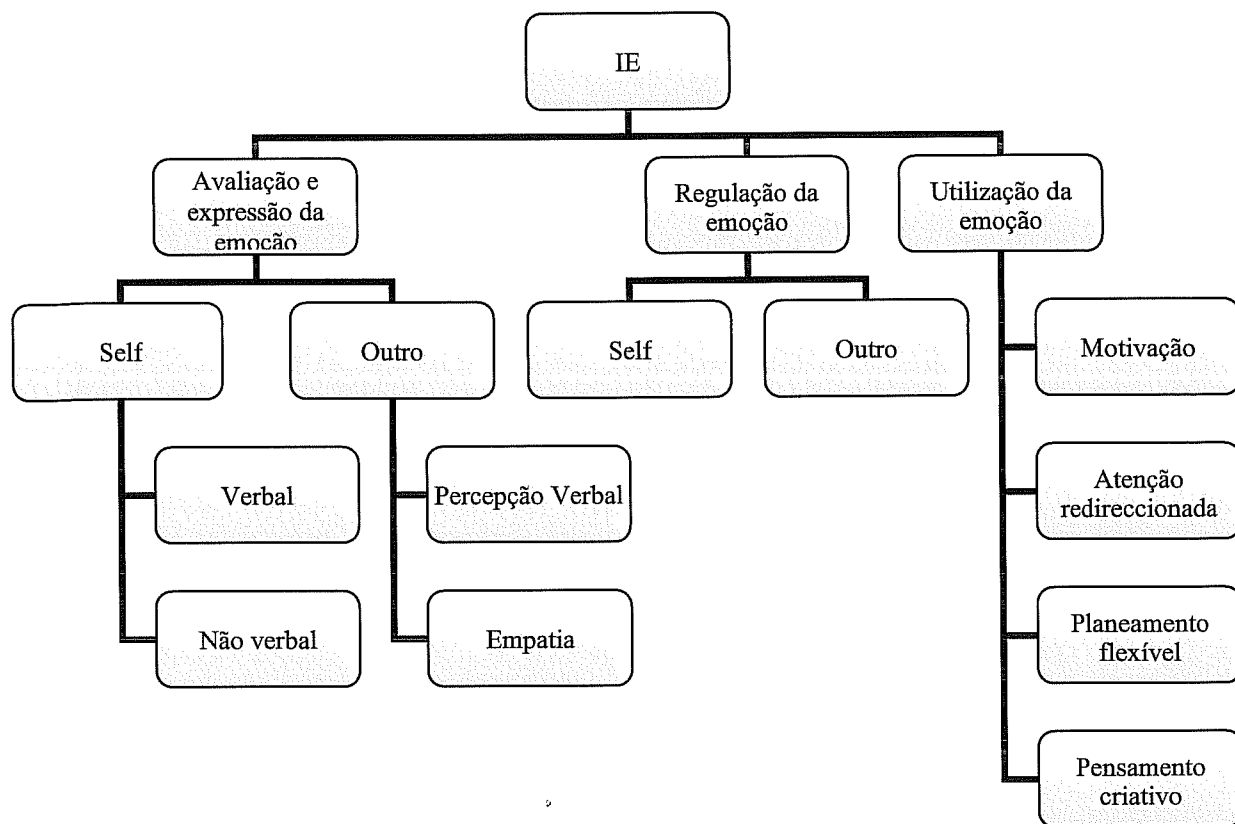 IE
Avaliação e
expressão da
emoção
Regulação da
emoção
Utilização da
emoção
Self
Outro
Self
Outro
Motivação
Verbal
Percepção Verbal
Atenção
redireccionada
Não verbal
Empatia
Planeamento
flexível
Pensamento
criativo